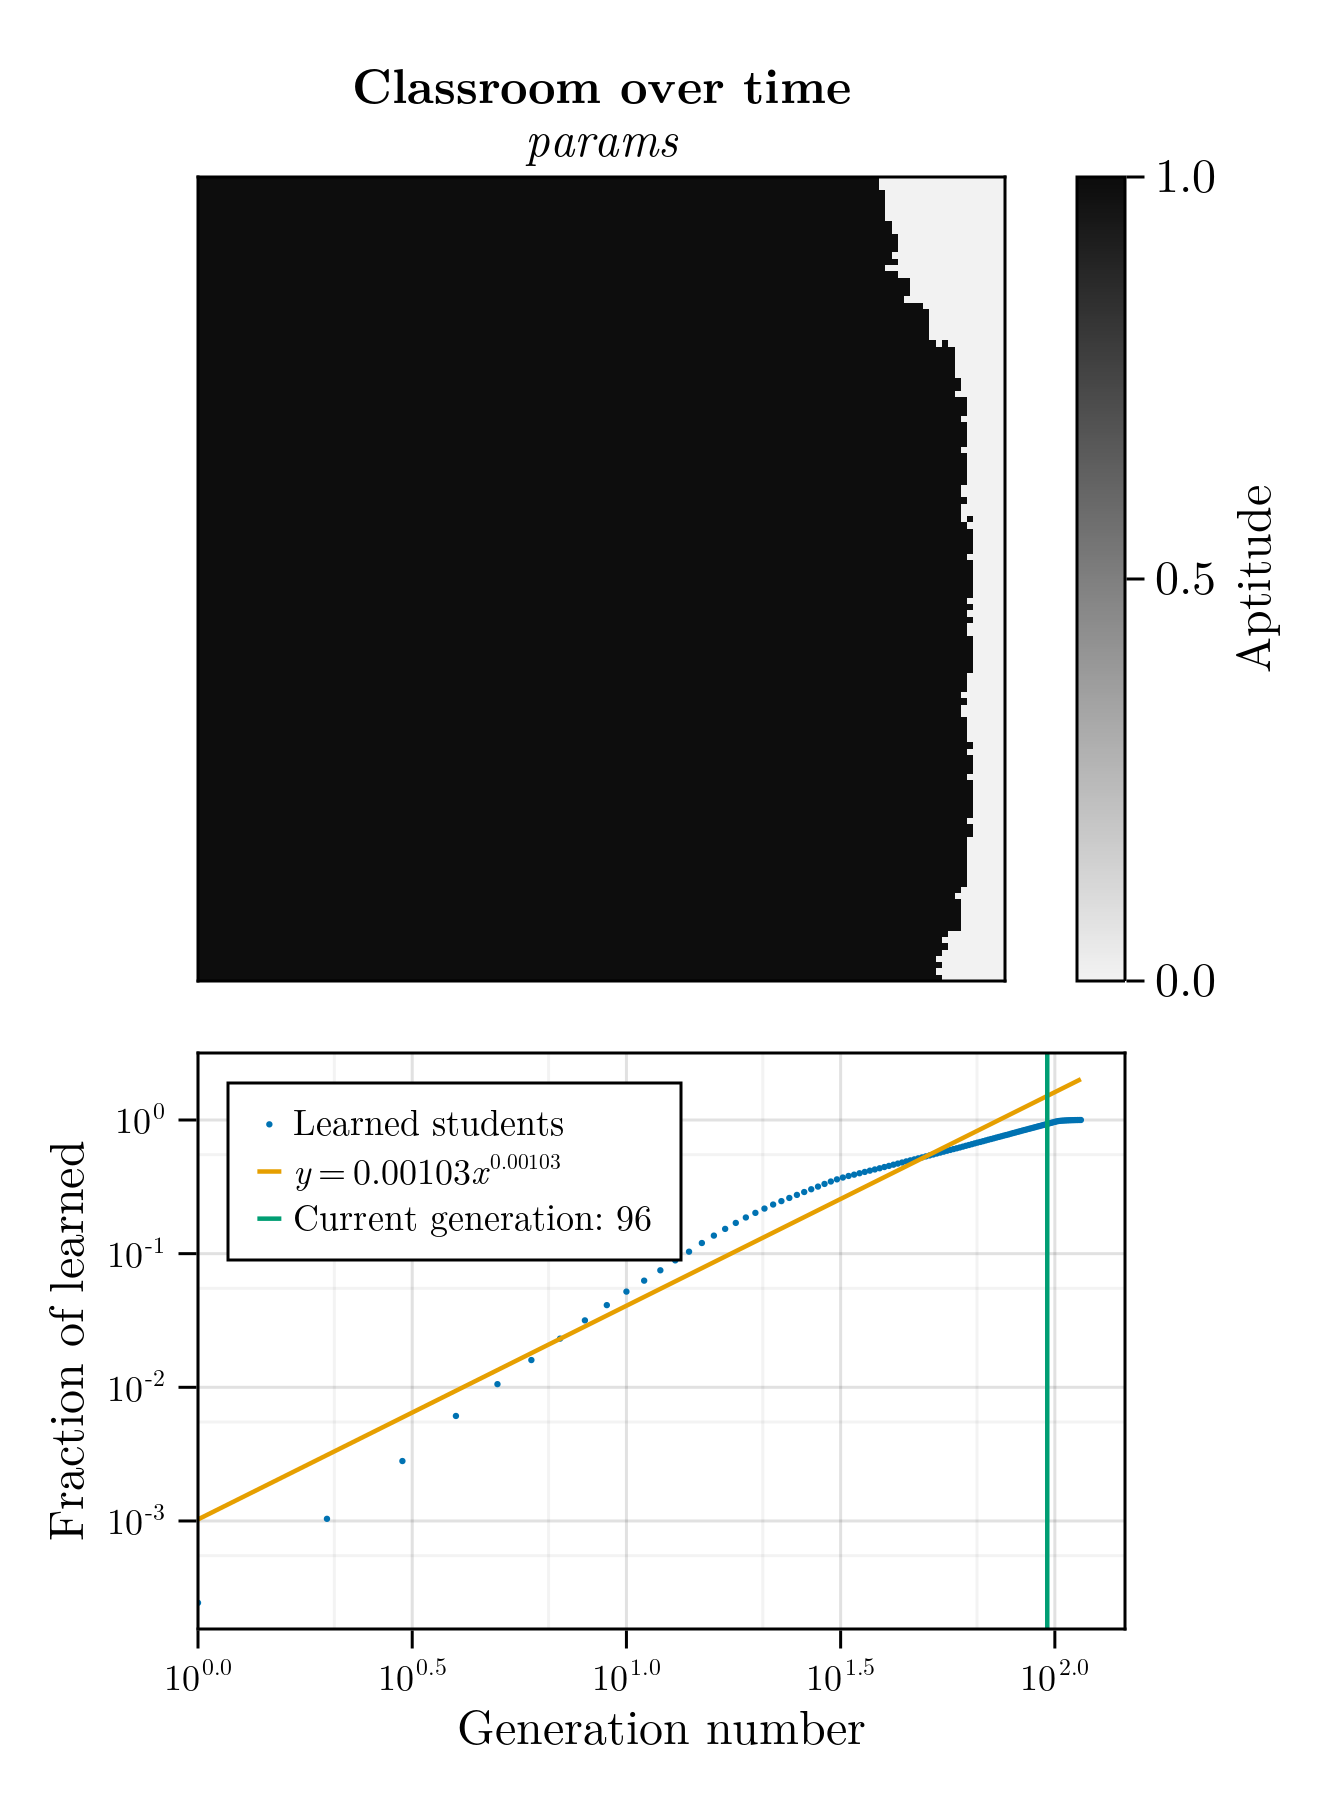 Classroom over time
params
1.0
0.5
0.0
Aptitude
Learned students
y = 0.00103x^0.00103
Current generation: 96
10^0
10^-1
10^-2
10^-3
Fraction of learned
10^0.0 10^0.5 10^1.0 10^1.5 10^2.0
Generation number